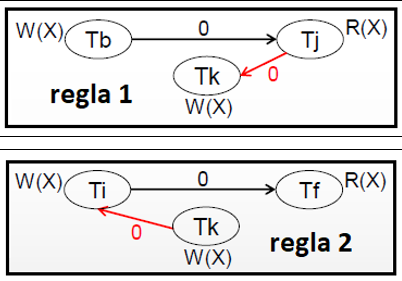 W(X) Tb 0 Tj R(X)
Tk 0
regla 1 W(X)
W(X) Ti 0 Tf R(X)
0 Tk
W(X) regla 2